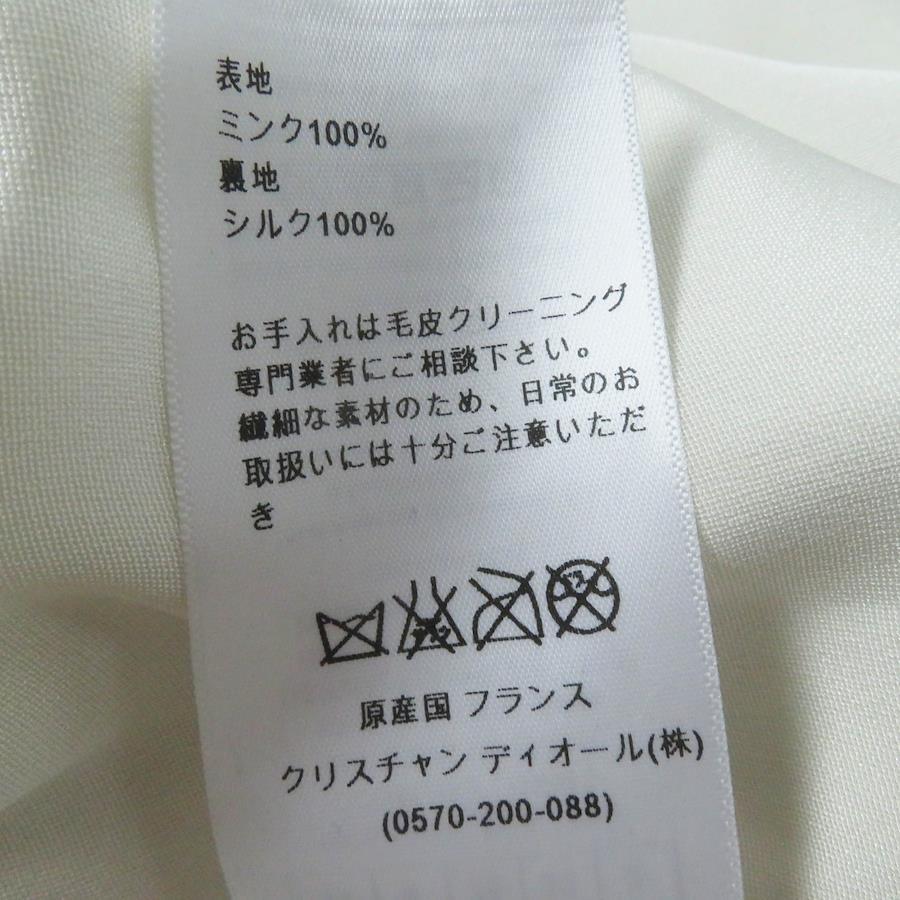 表地
ミンク100%
裏地
シルク100%
お手入れは毛皮クリーニング
専門業者にご相談下さい。
繊細な素材のため、日常のお
取扱いには十分ご注意いただ
き
原産国 フランス
クリスチャン ディオール(株)
(0570-200-088)